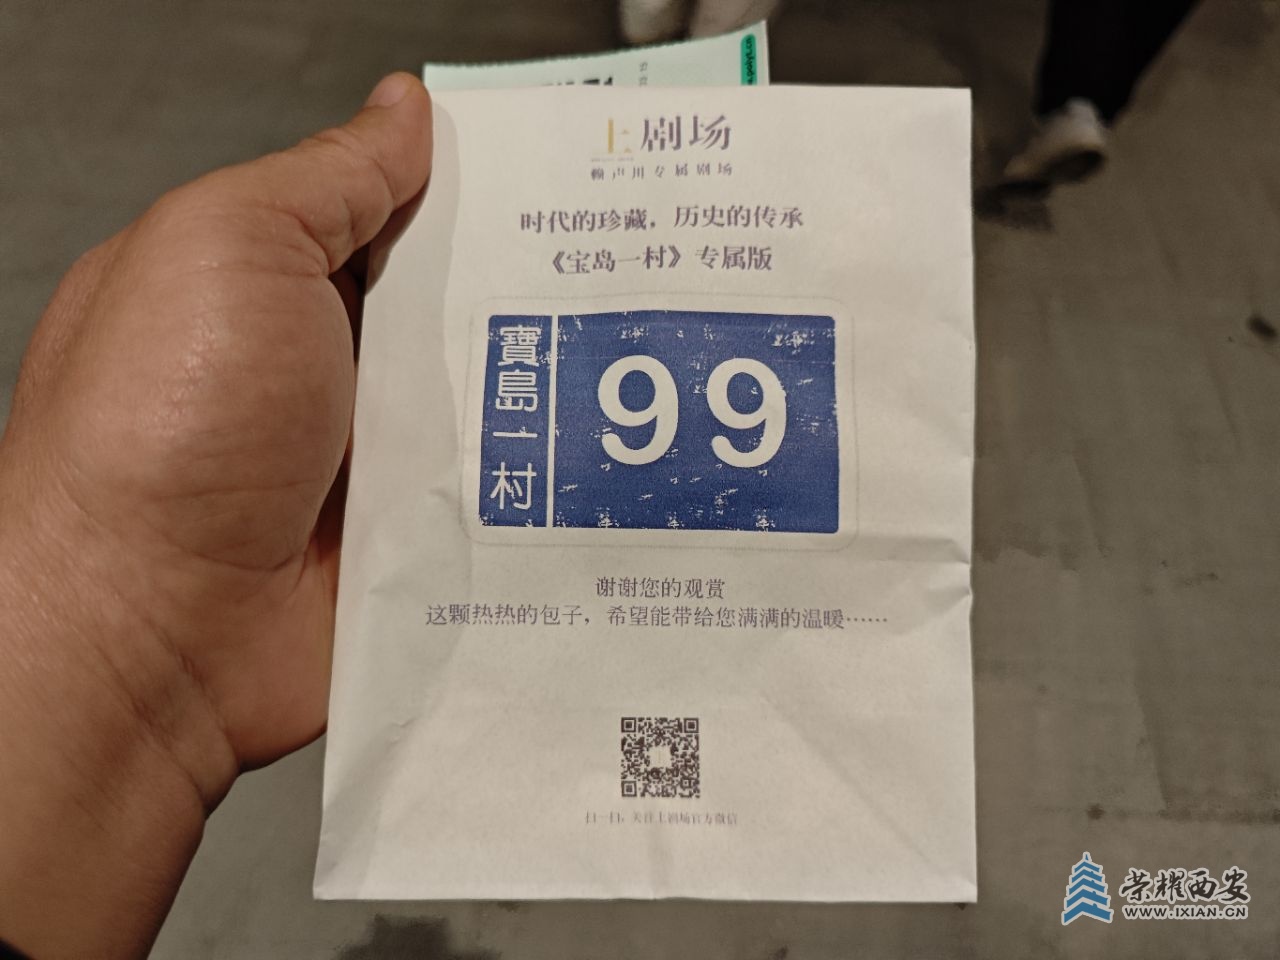 www.polyt.cn
上剧场
赖声川专属剧场
时代的珍藏，历史的传承
《宝岛一村》专属版
寶島一村
99
谢谢您的观赏
这颗热热的包子，希望能带给您满满的温暖……
扫一扫，关注上剧场官方微信
荣耀西安
WWW.IXIAN.CN